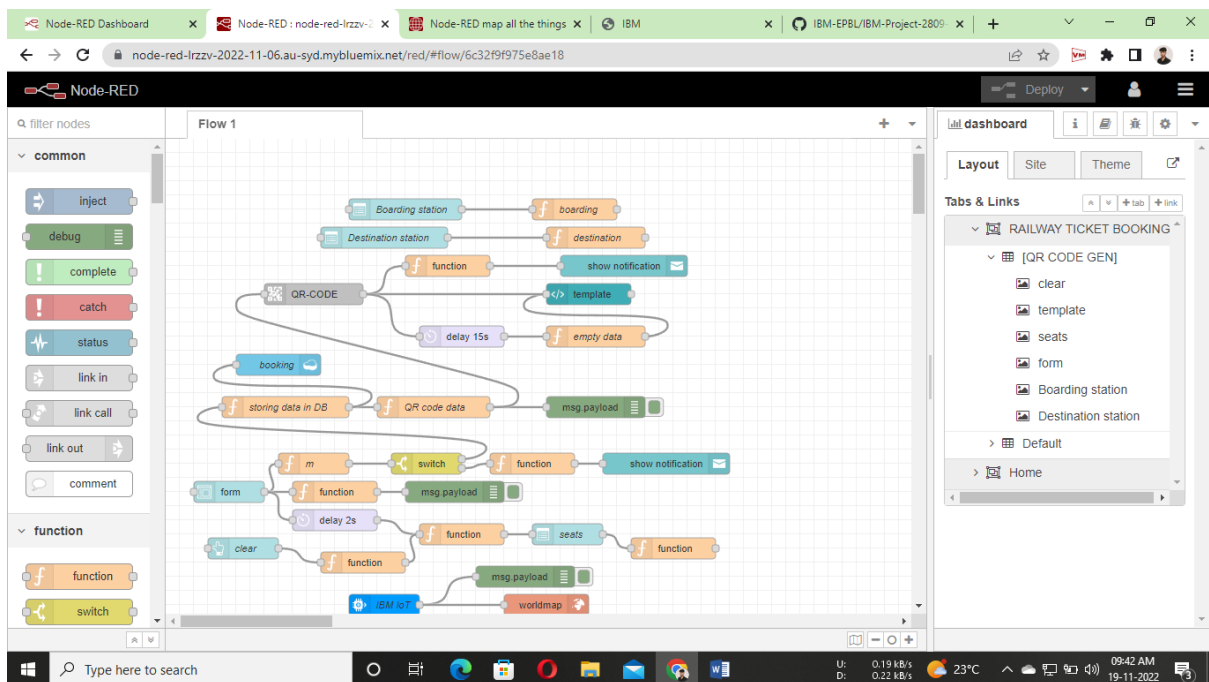 Node-RED Dashboard
Node-RED : node-red-lrzzv-2
Node-RED map all the things
IBM
IBM-EPBL/IBM-Project-2809-
node-red-lrzzv-2022-11-06.au-syd.mybluemix.net/red/#flow/6c32f9f975e8ae18
Node-RED
Deploy
filter nodes
Flow 1
dashboard
common
inject
debug
complete
catch
status
link in
link call
link out
comment
function
function
switch
Boarding station
boarding
Destination station
destination
function
show notification
QR-CODE
template
delay 15s
empty data
booking
storing data in DB
QR code data
msg.payload
m
switch
function
show notification
form
function
msg.payload
delay 2s
function
seats
clear
function
function
msg.payload
IBM IoT
worldmap
Layout
Site
Theme
Tabs & Links
+ tab
+ link
RAILWAY TICKET BOOKING
[QR CODE GEN]
clear
template
seats
form
Boarding station
Destination station
Default
Home
Type here to search
U: 0.19 kB/s
D: 0.22 kB/s
23°C
09:42 AM
19-11-2022